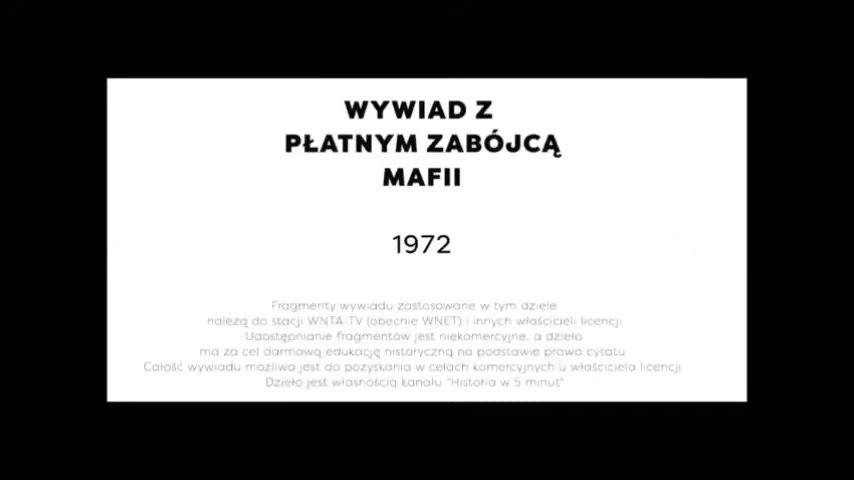 WYWIAD Z
PŁATNYM ZABÓJCĄ
MAFII
1972
Fragmenty wywiadu zastosowane w tym dziele
należą do stacji WNTA-TV (obecnie WNET) i innych właścicieli licencji
Udostępnianie fragmentów jest niekomercyjne, a dzieło
ma za cel darmową edukację historyczną na podstawie prawa cytatu
Całość wywiadu możliwa jest do pozyskania w celach komercyjnych u właściciela licencji
Dzieło jest własnością kanału "Historia w 5 minut"